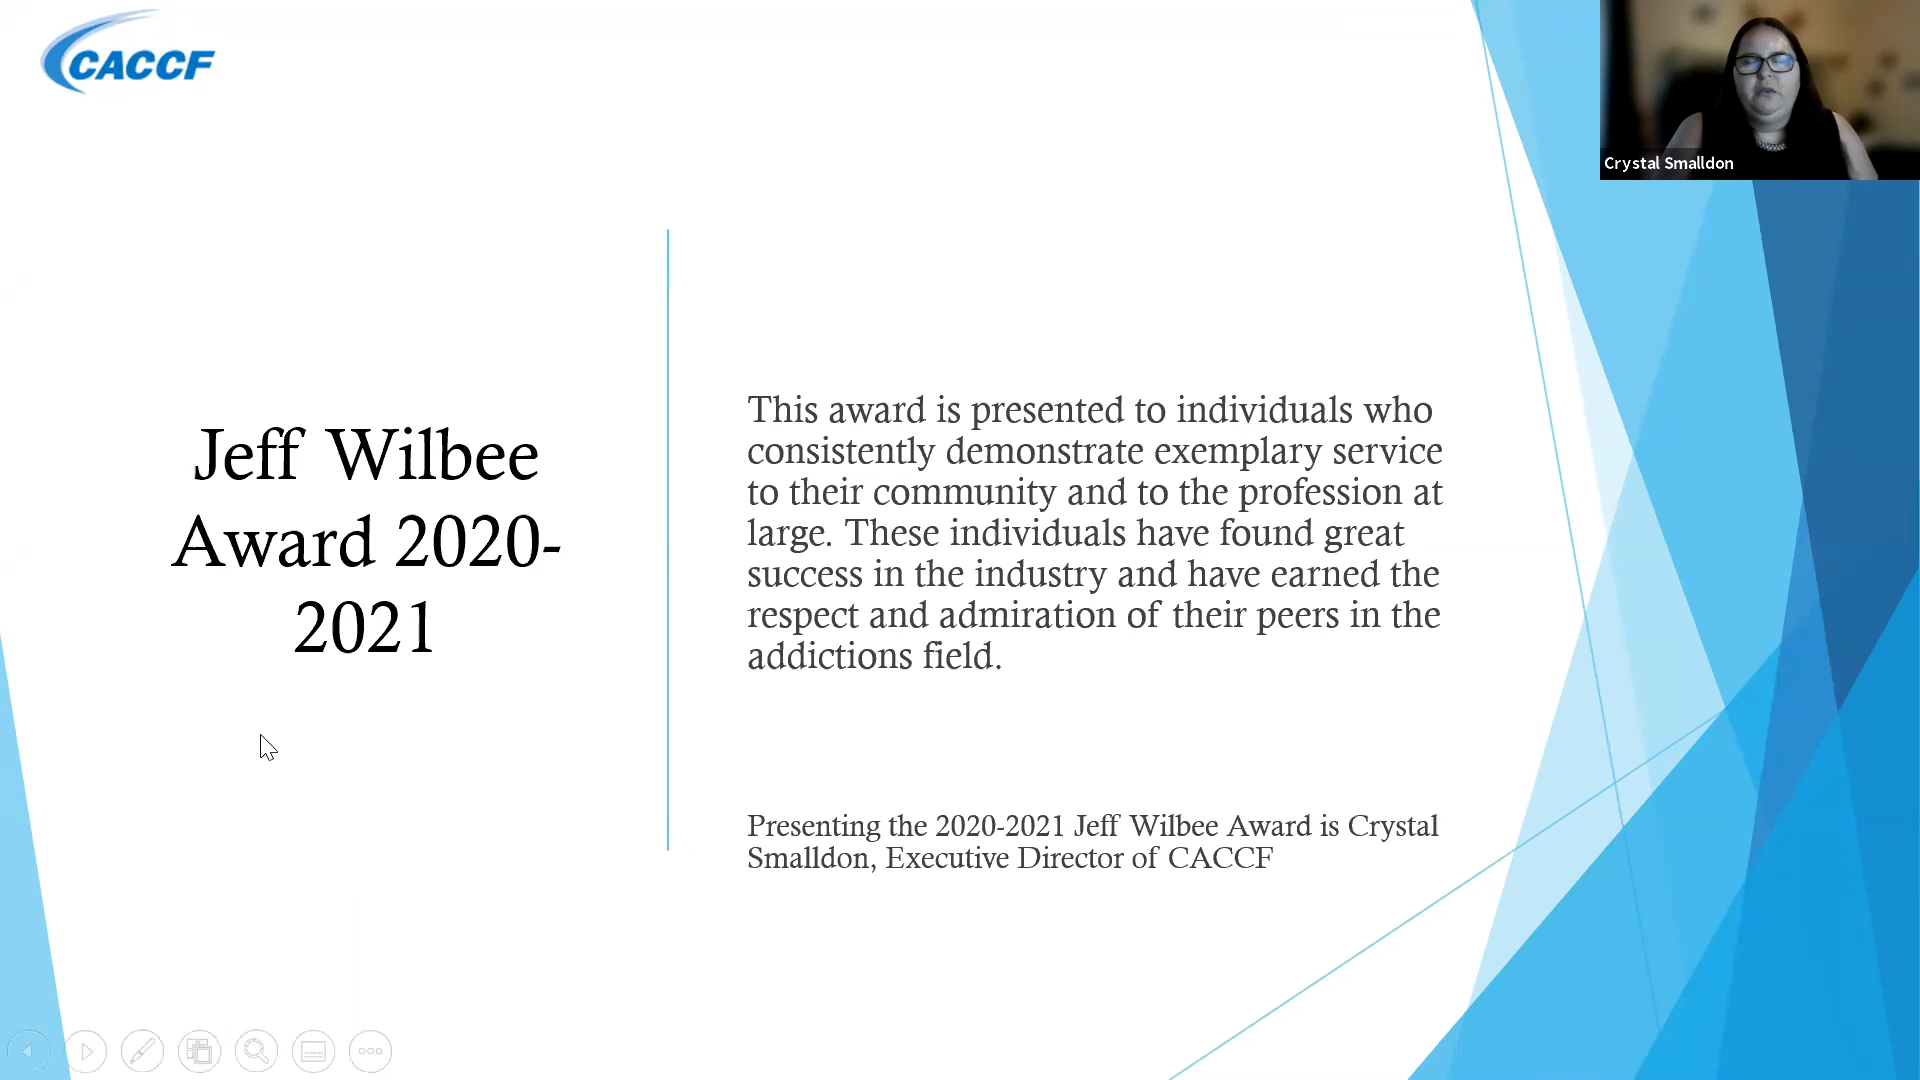 CACCF
Crystal Smalldon
Jeff Wilbee
Award 2020-
2021
This award is presented to individuals who
consistently demonstrate exemplary service
to their community and to the profession at
large. These individuals have found great
success in the industry and have earned the
respect and admiration of their peers in the
addictions field.
Presenting the 2020-2021 Jeff Wilbee Award is Crystal
Smalldon, Executive Director of CACCF